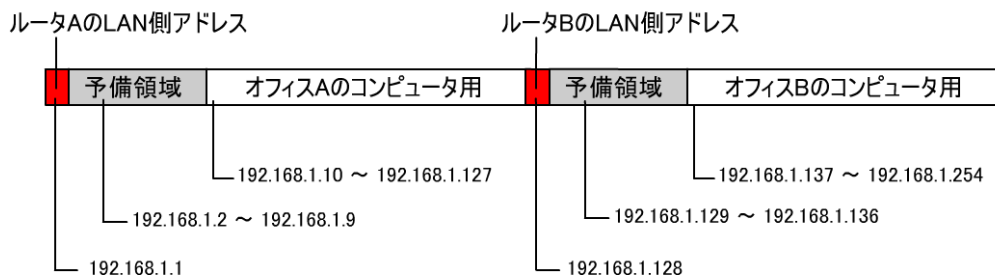 ルータAのLAN側アドレス ルータBのLAN側アドレス
予備領域 オフィスAのコンピュータ用 予備領域 オフィスBのコンピュータ用
192.168.1.10 ～ 192.168.1.127 192.168.1.137 ～ 192.168.1.254
192.168.1.2 ～ 192.168.1.9 192.168.1.129 ～ 192.168.1.136
192.168.1.1 192.168.1.128